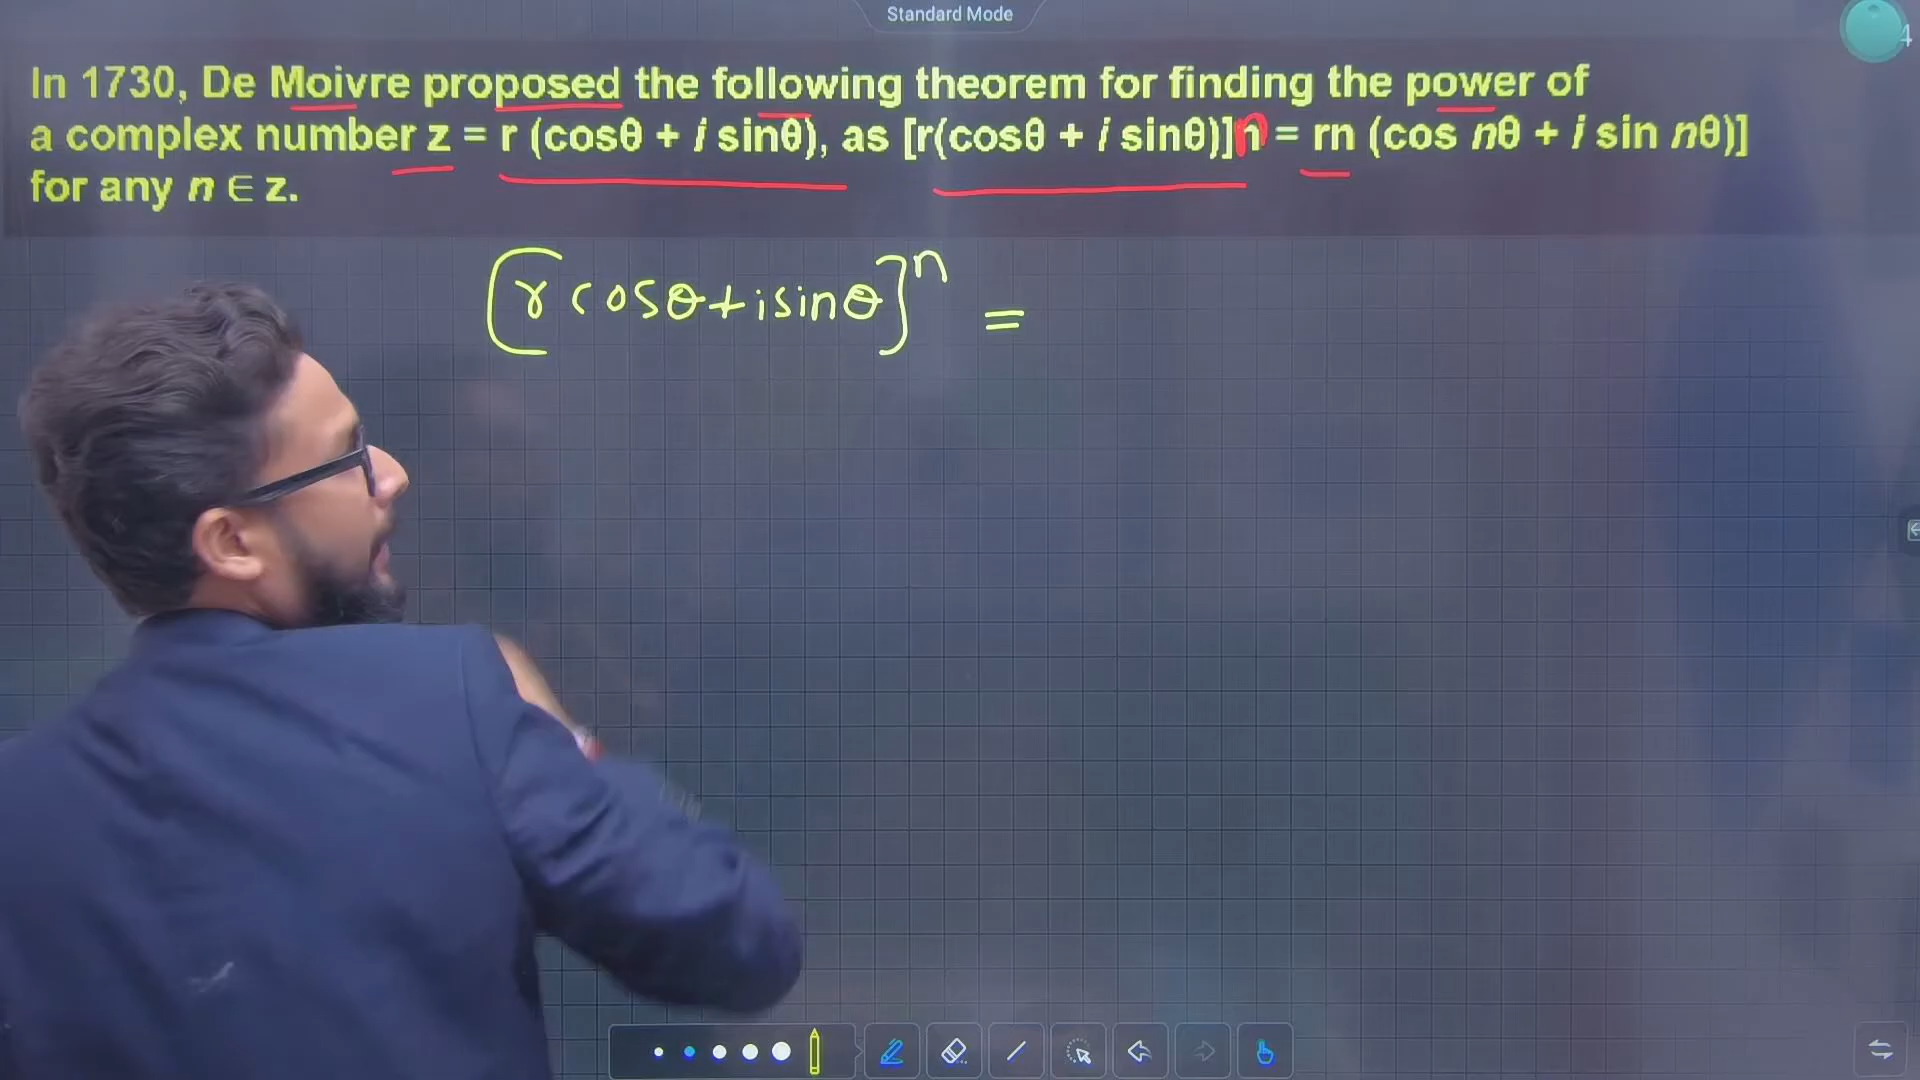 Standard Mode
4
In 1730, De Moivre proposed the following theorem for finding the power of
a complex number z = r (cosθ + i sinθ), as [r(cosθ + i sinθ)]n = rn (cos nθ + i sin nθ)]
for any n ∈ z.
[r cosθ+isinθ]ⁿ =